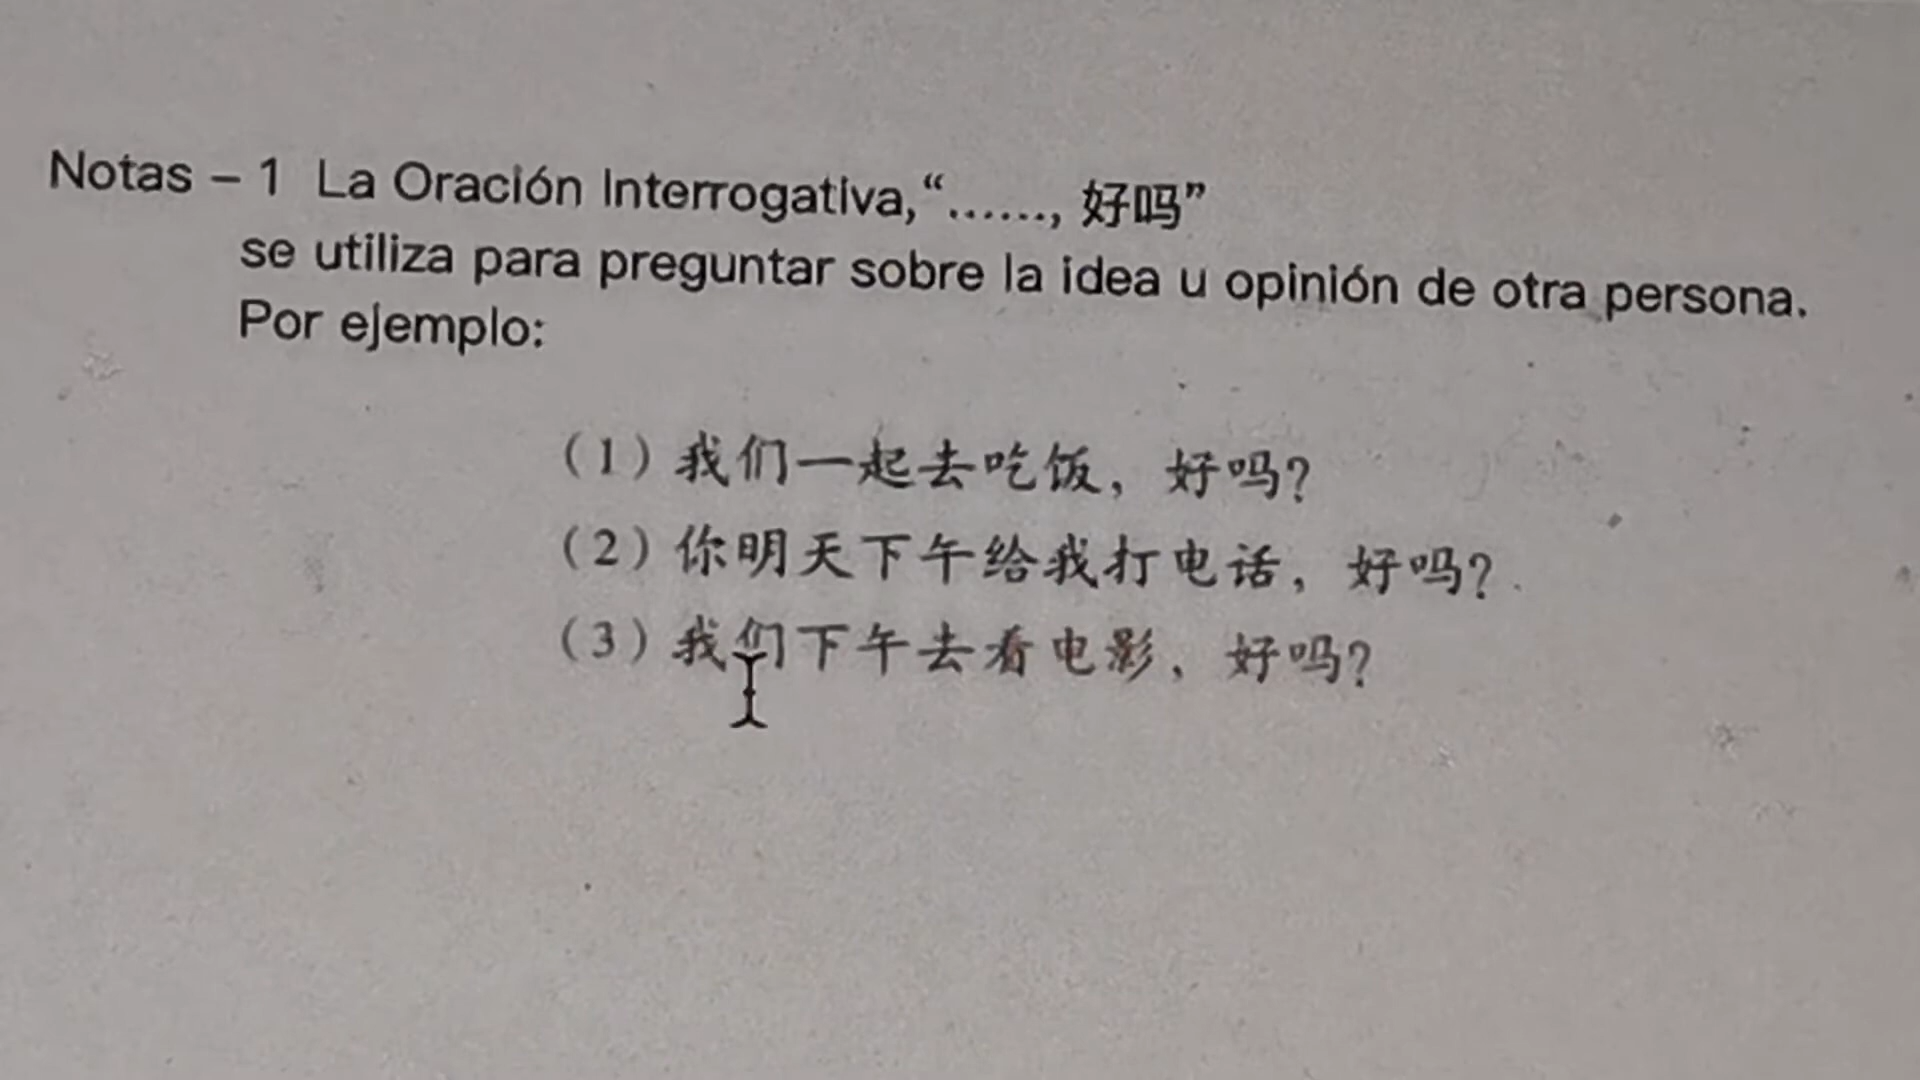 Notas – 1 La Oración Interrogativa, “……, 好吗”
se utiliza para preguntar sobre la idea u opinión de otra persona.
Por ejemplo:
（1）我们一起去吃饭，好吗？
（2）你明天下午给我打电话，好吗？
（3）我们下午去看电影，好吗？